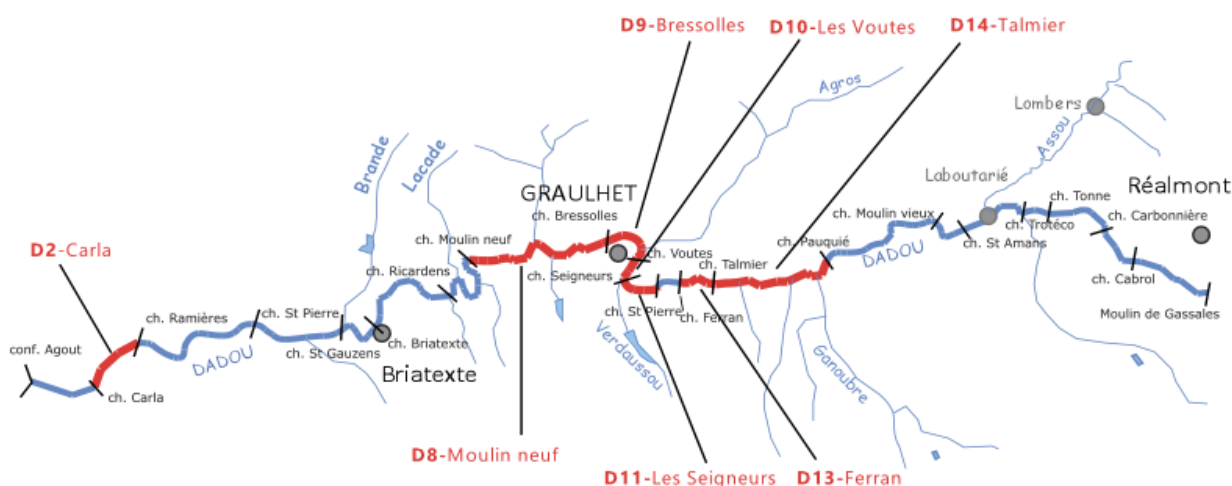 D9-Bressolles
D10-Les Voutes
D14-Talmier
Agros
Lombers
Assou
Brande
Lacade
Laboutarié
GRAULHET
Réalmont
ch. Bressolles
ch. Moulin vieux
ch. Tonne
ch. Carbonnière
ch. Trotéco
ch. St Amans
D2-Carla
ch. Moulin neuf
ch. Pauquié
DADOU
ch. Voutes
ch. Talmier
ch. Ricardens
ch. Seigneurs
ch. Cabrol
ch. Ramières
ch. St Pierre
ch. St Pierre
ch. Ferran
Moulin de Gassales
conf. Agout
DADOU
ch. St Gauzens
ch. Briatexte
Verdaussou
Ganoubre
Briatexte
ch. Carla
D8-Moulin neuf
D11-Les Seigneurs
D13-Ferran